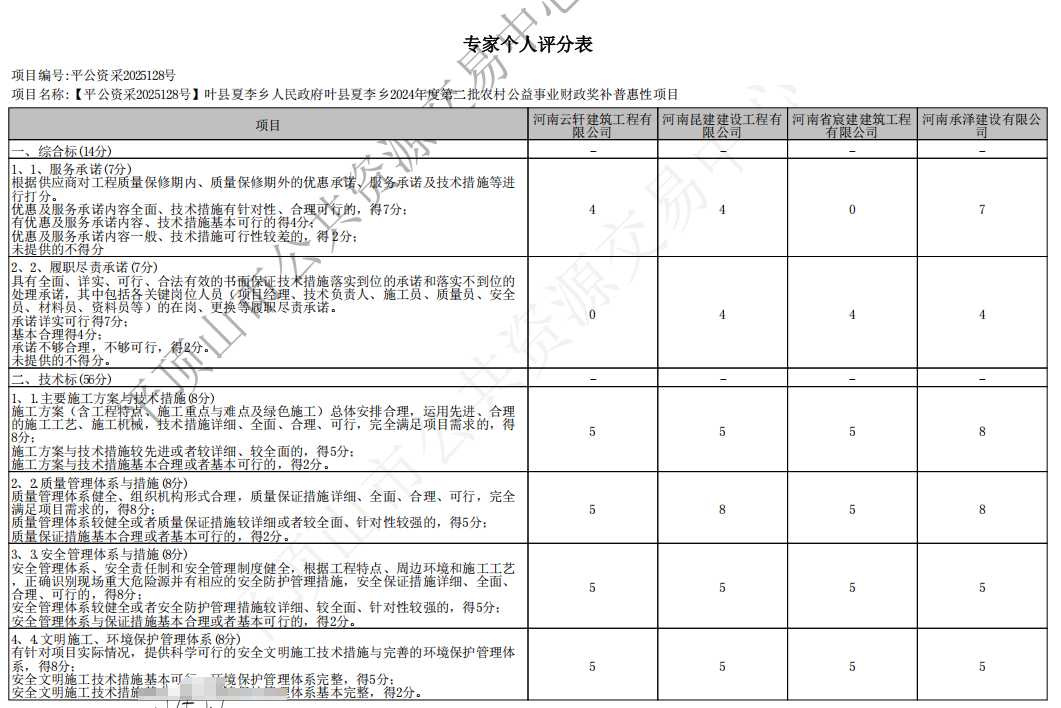 专家个人评分表
项目编号:平公资采2025128号
项目名称:【平公资采2025128号】叶县夏李乡人民政府叶县夏李乡2024年度第二批农村公益事业财政奖补普惠性项目
项目 河南云轩建筑工程有限公司 河南昆建建设工程有限公司 河南省宸建建筑工程有限公司 河南承泽建设有限公司
一、综合标(14分) – – – –
1、1、服务承诺(7分)
根据供应商对工程质量保修期内、质量保修期外的优惠承诺、服务承诺及技术措施等进
行打分。
优惠及服务承诺内容全面、技术措施有针对性、合理可行的，得7分；
有优惠及服务承诺内容、技术措施基本可行的得4分；
优惠及服务承诺内容一般、技术措施可行性较差的，得2分；
未提供的不得分
4 4 0 7
2、2、履职尽责承诺(7分)
具有全面、详实、可行、合法有效的书面保证技术措施落实到位的承诺和落实不到位的
处理承诺，其中包括各关键岗位人员（项目经理、技术负责人、施工员、质量员、安全
员、材料员、资料员等）的在岗、更换等履职尽责承诺。
承诺详实可行得7分；
基本合理得4分；
承诺不够合理，不够可行，得2分。
未提供的不得分。
0 4 4 4
二、技术标(56分) – – – –
1、1.主要施工方案与技术措施(8分)
施工方案（含工程特点、施工重点与难点及绿色施工）总体安排合理，运用先进、合理
的施工工艺、施工机械，技术措施详细、全面、合理、可行，完全满足项目需求的，得
8分；
施工方案与技术措施较先进或者较详细、较全面的，得5分；
施工方案与技术措施基本合理或者基本可行的，得2分。
5 5 5 8
2、2.质量管理体系与措施(8分)
质量管理体系健全、组织机构形式合理，质量保证措施详细、全面、合理、可行，完全
满足项目需求的，得8分；
质量管理体系较健全或者质量保证措施较详细或者较全面、针对性较强的，得5分；
质量保证措施基本合理或者基本可行的，得2分。
5 8 5 8
3、3.安全管理体系与措施(8分)
安全管理体系、安全责任制和安全管理制度健全，根据工程特点、周边环境和施工工艺
，正确识别现场重大危险源并有相应的安全防护管理措施，安全保证措施详细、全面、
合理、可行的，得8分；
安全管理体系较健全或者安全防护管理措施较详细、较全面、针对性较强的，得5分；
安全管理体系与保证措施基本合理或者基本可行的，得2分。
5 5 5 5
4、4.文明施工、环境保护管理体系(8分)
有针对项目实际情况，提供科学可行的安全文明施工技术措施与完善的环境保护管理体
系，得8分；
安全文明施工技术措施基本可行，环境保护管理体系完整，得5分；
安全文明施工技术措施 管理体系基本完整，得2分。
5 5 5 5
平顶山市公共资源交易中心
平顶山市公共资源交易中心